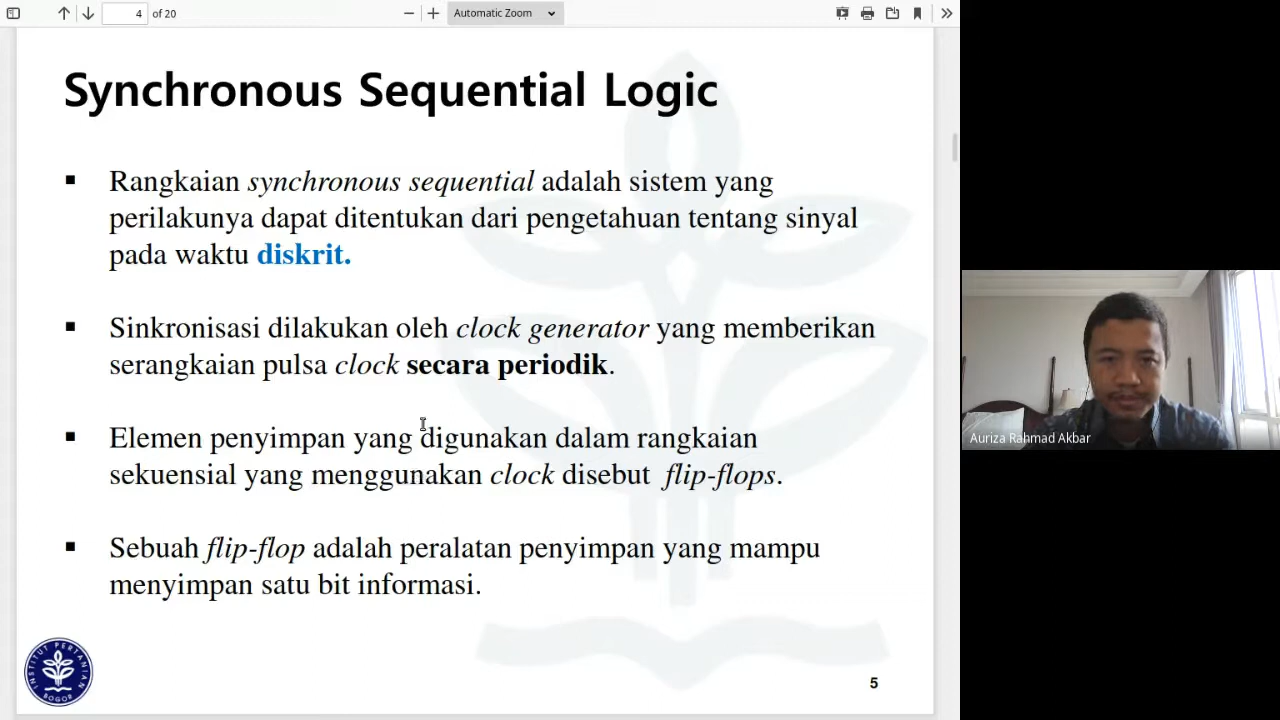 4 of 20
Automatic Zoom
Synchronous Sequential Logic
Rangkaian synchronous sequential adalah sistem yang
perilakunya dapat ditentukan dari pengetahuan tentang sinyal
pada waktu diskrit.
Sinkronisasi dilakukan oleh clock generator yang memberikan
serangkaian pulsa clock secara periodik.
Elemen penyimpan yang digunakan dalam rangkaian
sekuensial yang menggunakan clock disebut flip-flops.
Sebuah flip-flop adalah peralatan penyimpan yang mampu
menyimpan satu bit informasi.
INSTITUT PERTANIAN
BOGOR
5
Auriza Rahmad Akbar